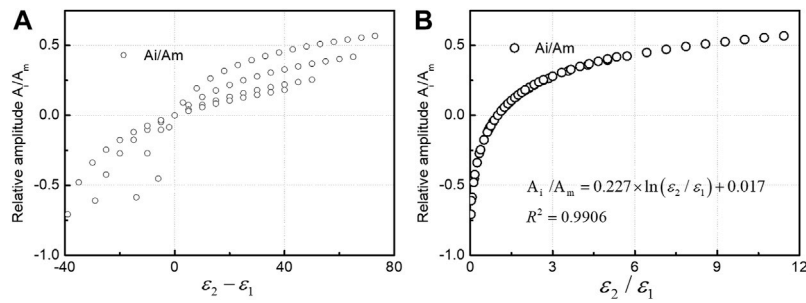 A
Relative amplitude Aᵢ/Aₘ
0.5
0.0
-0.5
-1.0
Ai/Am
-40 0 40 80
ε₂ − ε₁
B
Relative amplitude Aᵢ/Aₘ
0.5
0.0
-0.5
-1.0
Ai/Am
Aᵢ/Aₘ=0.227×ln(ε₂/ε₁)+0.017
R²=0.9906
0 3 6 9 12
ε₂ / ε₁